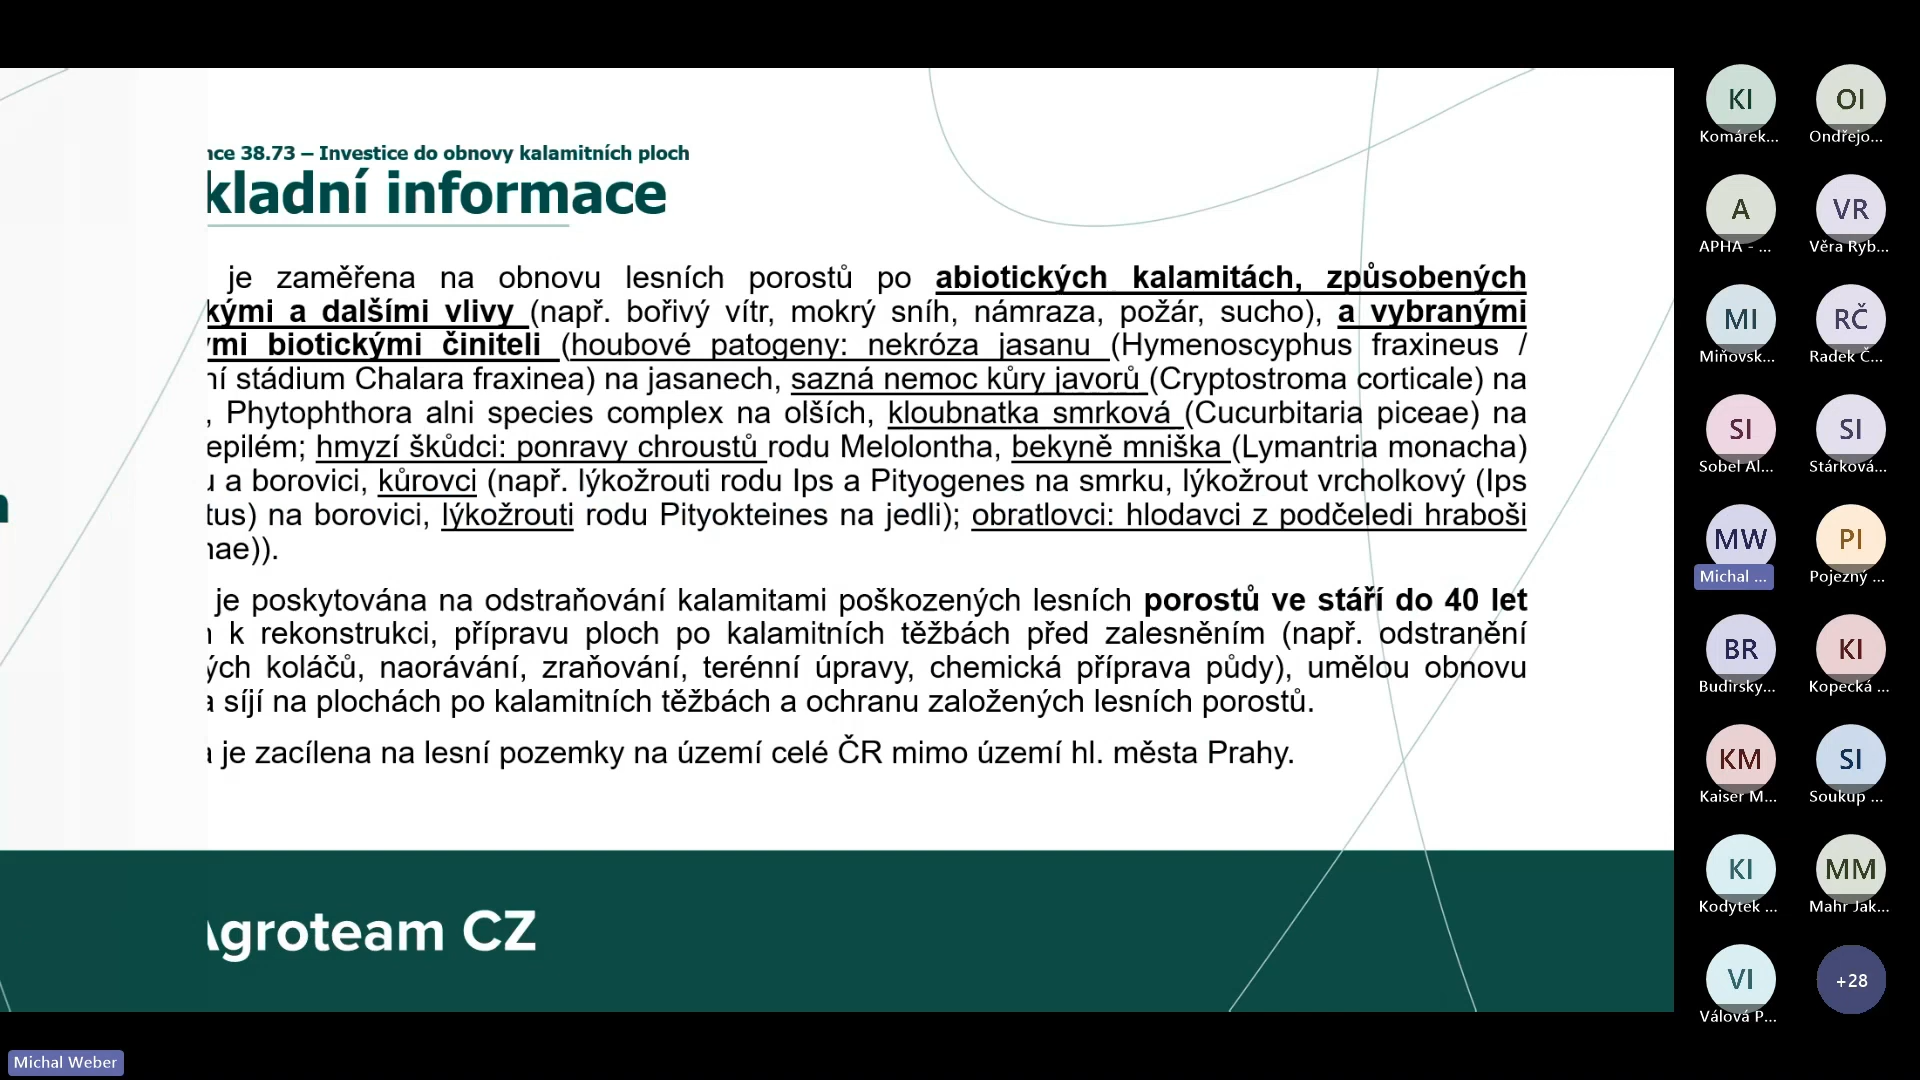 38.73 – Investice do obnovy kalamitních ploch
kladní informace
je zaměřena na obnovu lesních porostů po abiotických kalamitách, způsobených
kými a dalšími vlivy (např. bořivý vítr, mokrý sníh, námraza, požár, sucho), a vybranými
mi biotickými činiteli (houbové patogeny: nekróza jasanu (Hymenoscyphus fraxineus /
ní stádium Chalara fraxinea) na jasanech, sazná nemoc kůry javorů (Cryptostroma corticale) na
, Phytophthora alni species complex na olších, kloubnatka smrková (Cucurbitaria piceae) na
epilém; hmyzí škůdci: ponravy chroustů rodu Melolontha, bekyně mniška (Lymantria monacha)
u a borovici, kůrovci (např. lýkožrouti rodu Ips a Pityogenes na smrku, lýkožrout vrcholkový (Ips
tus) na borovici, lýkožrouti rodu Pityokteines na jedli); obratlovci: hlodavci z podčeledi hraboši
nae)).
je poskytována na odstraňování kalamitami poškozených lesních porostů ve stáří do 40 let
k rekonstrukci, přípravu ploch po kalamitních těžbách před zalesněním (např. odstranění
ých koláčů, naorávání, zraňování, terénní úpravy, chemická příprava půdy), umělou obnovu
a síjí na plochách po kalamitních těžbách a ochranu založených lesních porostů.
a je zacílena na lesní pozemky na území celé ČR mimo území hl. města Prahy.
Agroteam CZ
KI
OI
Komárek...
Ondřejo...
A
VR
APHA - ...
Věra Ryb...
MI
RČ
Miňovsk...
Radek Č...
SI
SI
Sobel Al...
Stárková...
MW
PI
Michal ...
Pojezný ...
BR
KI
Budirsky...
Kopecká ...
KM
SI
Kaiser M...
Soukup ...
KI
MM
Kodytek ...
Mahr Jak...
VI
+28
Válová P...
Michal Weber